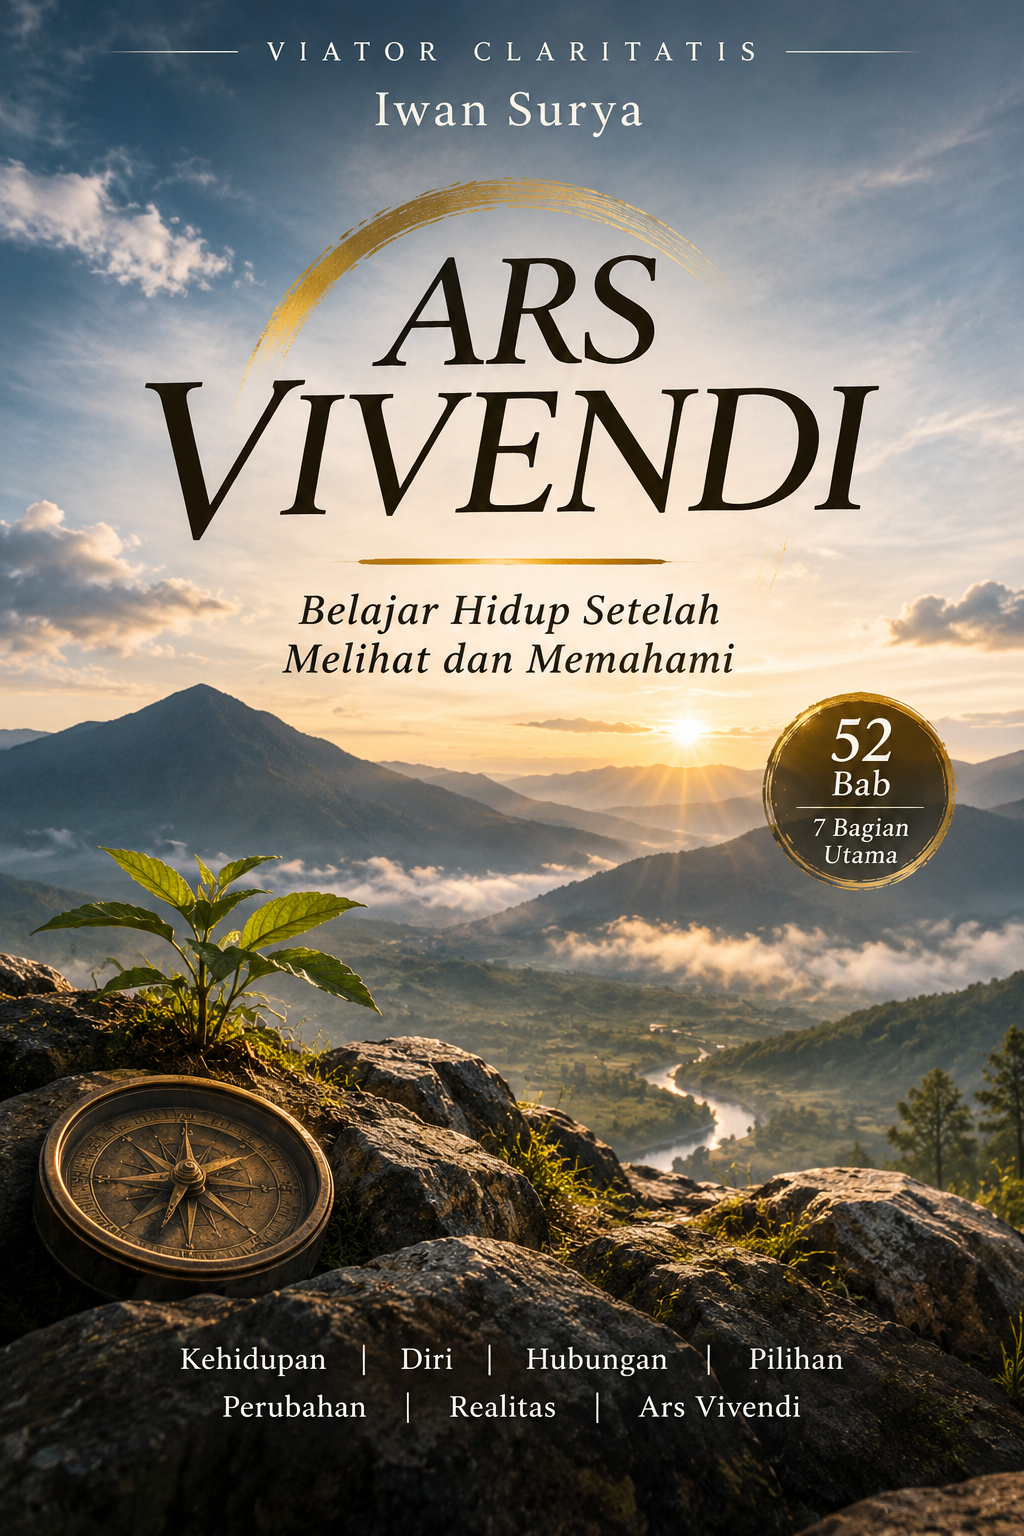 VIATOR CLARITATIS
Iwan Surya
ARS
VIVENDI
Belajar Hidup Setelah
Melihat dan Memahami
52
Bab
7 Bagian
Utama
Kehidupan | Diri | Hubungan | Pilihan
Perubahan | Realitas | Ars Vivendi